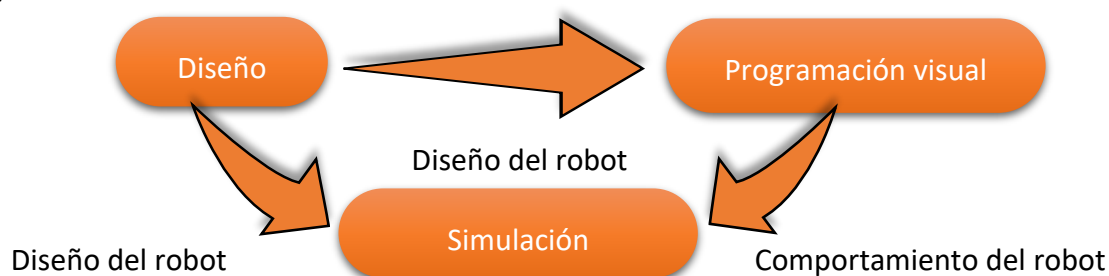 Diseño
Programación visual
Diseño del robot
Simulación
Diseño del robot
Comportamiento del robot